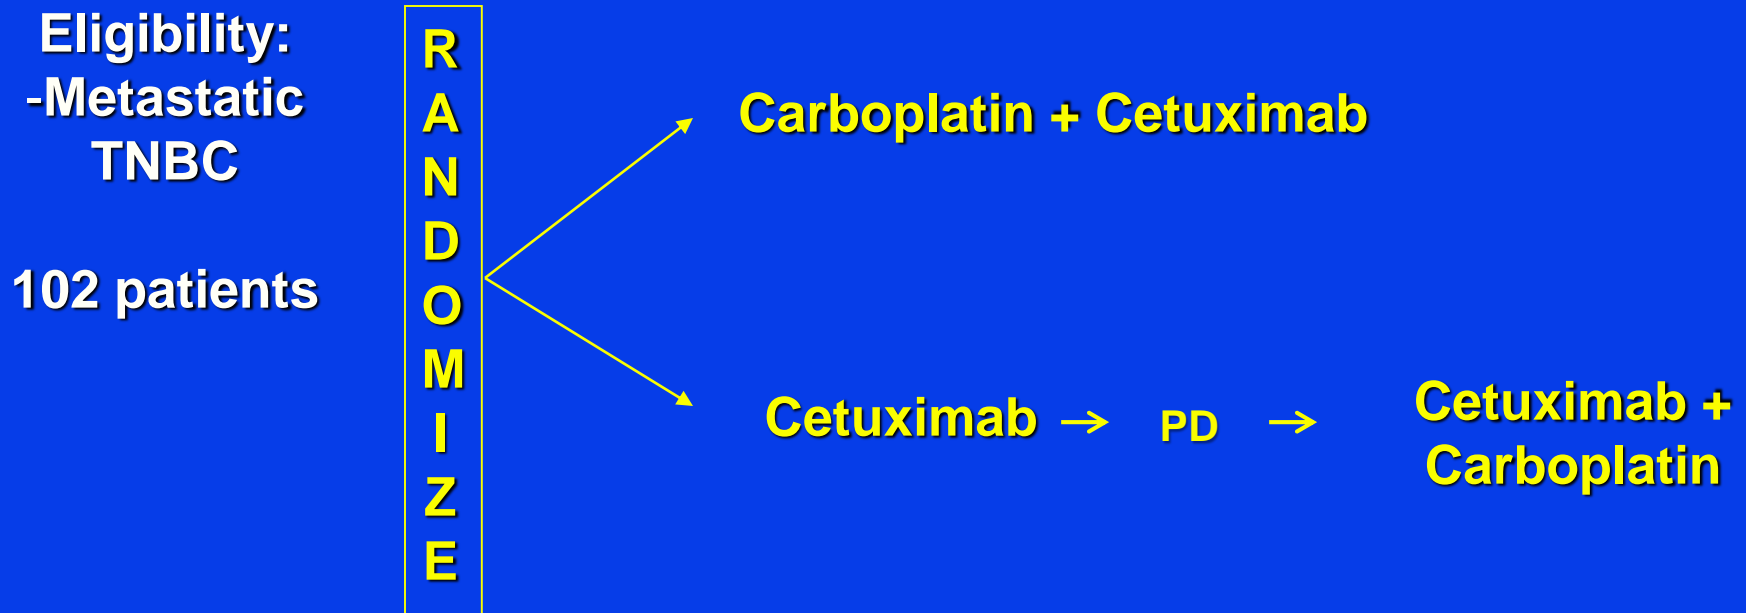 Eligibility:
-Metastatic
TNBC
102 patients
R
A
N
D
O
M
I
Z
E
Carboplatin + Cetuximab
Cetuximab → PD → Cetuximab +
Carboplatin